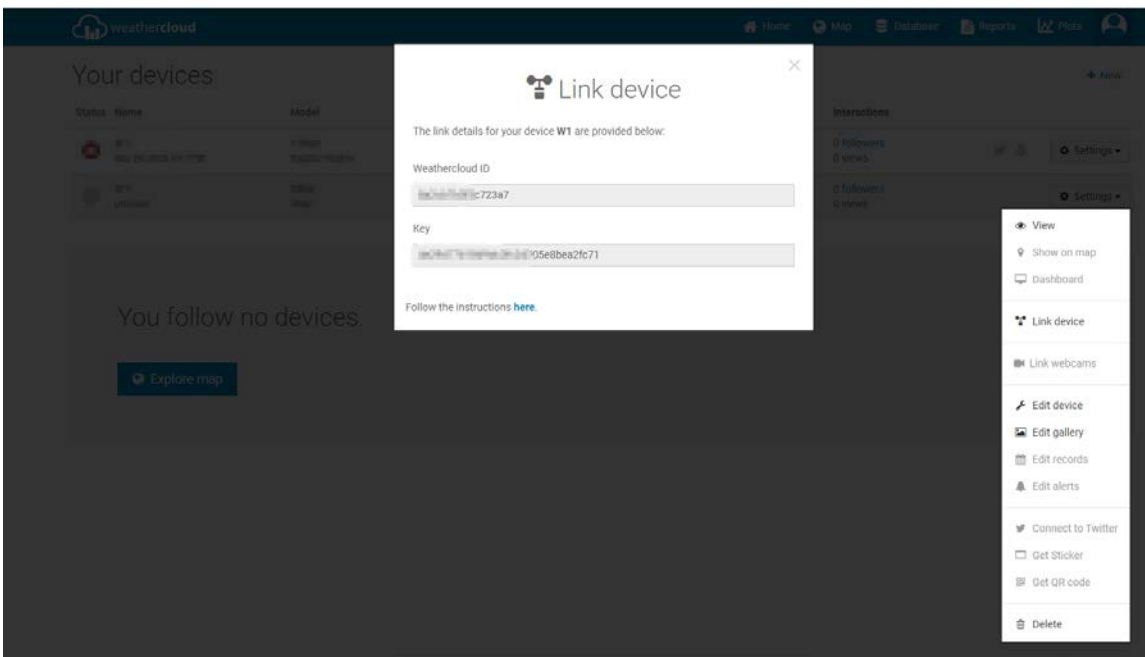 weathercloud
Home Map Database Reports Plots
Your devices
+ New
Status Name Model Interactions
0 followers
0 views
Settings
0 followers
6 views
Settings
You follow no devices.
Explore map
Link device
The link details for your device W1 are provided below:
Weathercloud ID
c723a7
Key
05e8bea2fc71
Follow the instructions here.
View
Show on map
Dashboard
Link device
Link webcams
Edit device
Edit gallery
Edit records
Edit alerts
Connect to Twitter
Get Sticker
Get QR code
Delete